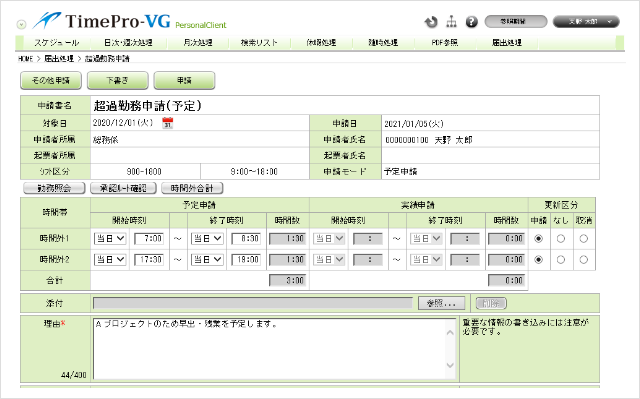 TimePro-VG PersonalClient
参照期間 天野 太郎
スケジュール 日次・週次処理 月次処理 検索リスト 休暇処理 随時処理 PDF参照 届出処理
HOME > 届出処理 > 超過勤務申請
その他申請 下書き 申請
申請書名 超過勤務申請(予定)
対象日 2020/12/01(火) 申請日 2021/01/05(火)
申請者所属 総務係 申請者氏名 0000000100 天野 太郎
起票者所属 起票者氏名
ｼﾌﾄ区分 900-1800 9:00～18:00 申請モード 予定申請
勤務照会 承認ﾙｰﾄ確認 時間外合計
時間帯 予定申請 実績申請 更新区分
開始時刻 終了時刻 時間数 開始時刻 終了時刻 時間数 申請 なし 取消
時間外1 当日 7:00 ～ 当日 8:30 1:30 当日 : ～ 当日 : 0:00
時間外2 当日 17:30 ～ 当日 19:00 1:30 当日 : ～ 当日 : 0:00
合計 3:00 0:00
添付 参照... 削除
理由* A プロジェクトのため早出・残業を予定します。 重要な情報の書き込みには注意が
必要です。
44/400